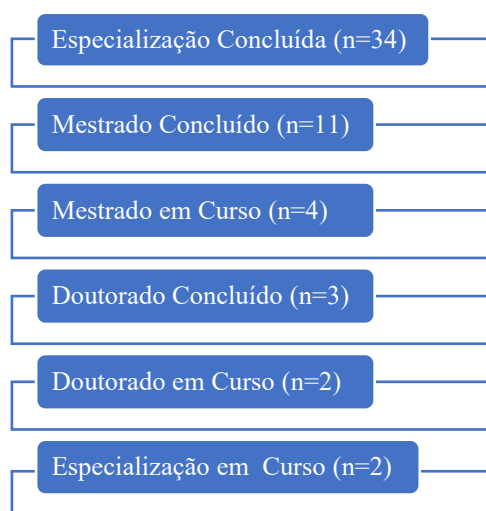 Especialização Concluída (n=34)
Mestrado Concluído (n=11)
Mestrado em Curso (n=4)
Doutorado Concluído (n=3)
Doutorado em Curso (n=2)
Especialização em  Curso (n=2)